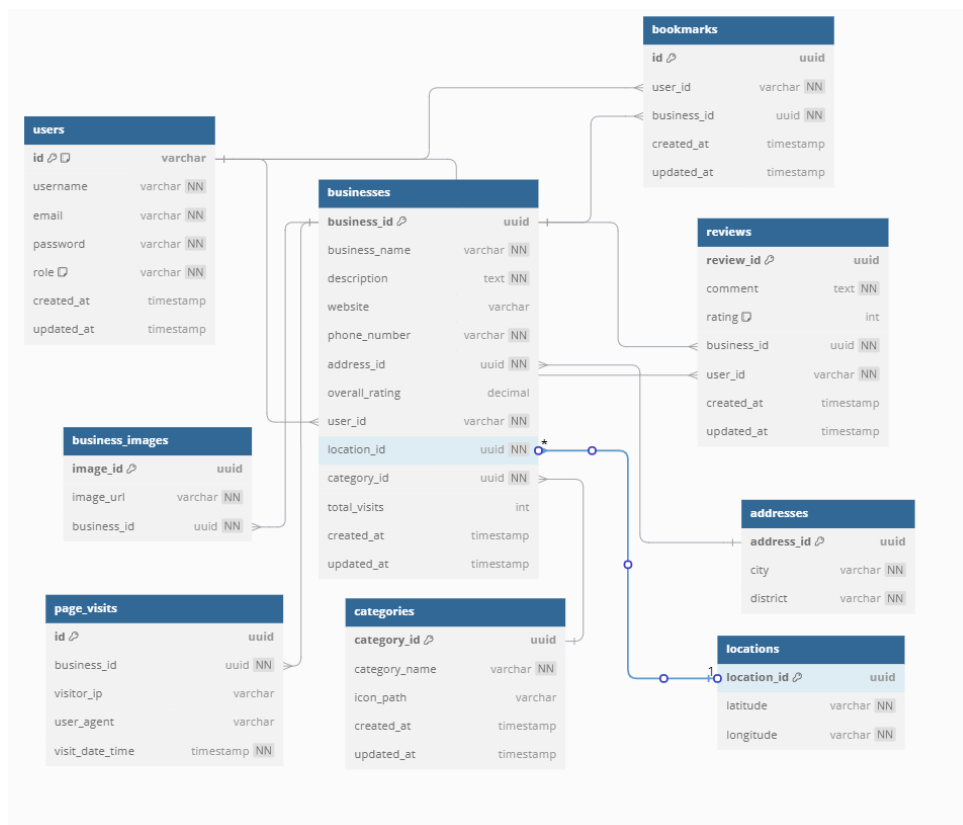 bookmarks
id uuid
user_id varchar NN
business_id uuid NN
created_at timestamp
updated_at timestamp
users
id varchar
username varchar NN
email varchar NN
password varchar NN
role varchar NN
created_at timestamp
updated_at timestamp
businesses
business_id uuid
business_name varchar NN
description text NN
website varchar
phone_number varchar NN
address_id uuid NN
overall_rating decimal
user_id varchar NN
location_id uuid NN *
category_id uuid NN
total_visits int
created_at timestamp
updated_at timestamp
reviews
review_id uuid
comment text NN
rating int
business_id uuid NN
user_id varchar NN
created_at timestamp
updated_at timestamp
business_images
image_id uuid
image_url varchar NN
business_id uuid NN
addresses
address_id uuid
city varchar NN
district varchar NN
page_visits
id uuid
business_id uuid NN
visitor_ip varchar
user_agent varchar
visit_date_time timestamp NN
categories
category_id uuid
category_name varchar NN
icon_path varchar
created_at timestamp
updated_at timestamp
locations
1 location_id uuid
latitude varchar NN
longitude varchar NN